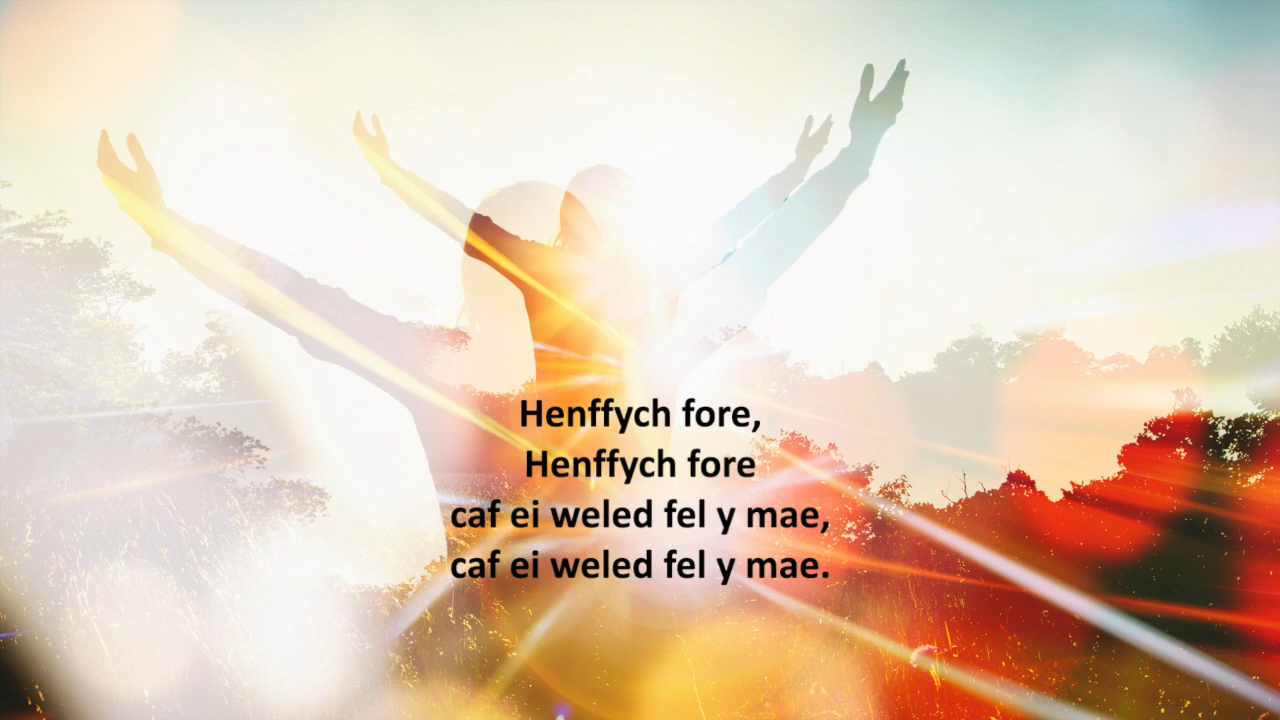 Henffych fore,
Henffych fore
caf ei weled fel y mae,
caf ei weled fel y mae.